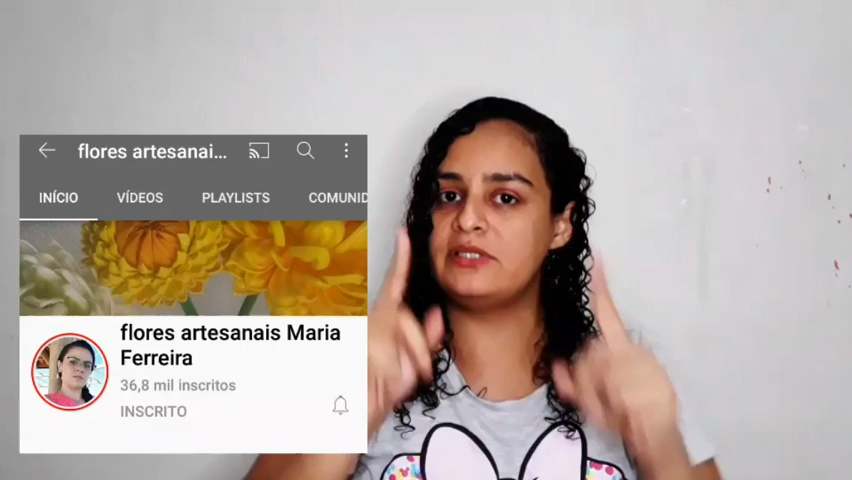 flores artesanai...
INÍCIO VÍDEOS PLAYLISTS COMUNID
flores artesanais Maria
Ferreira
36,8 mil inscritos
INSCRITO